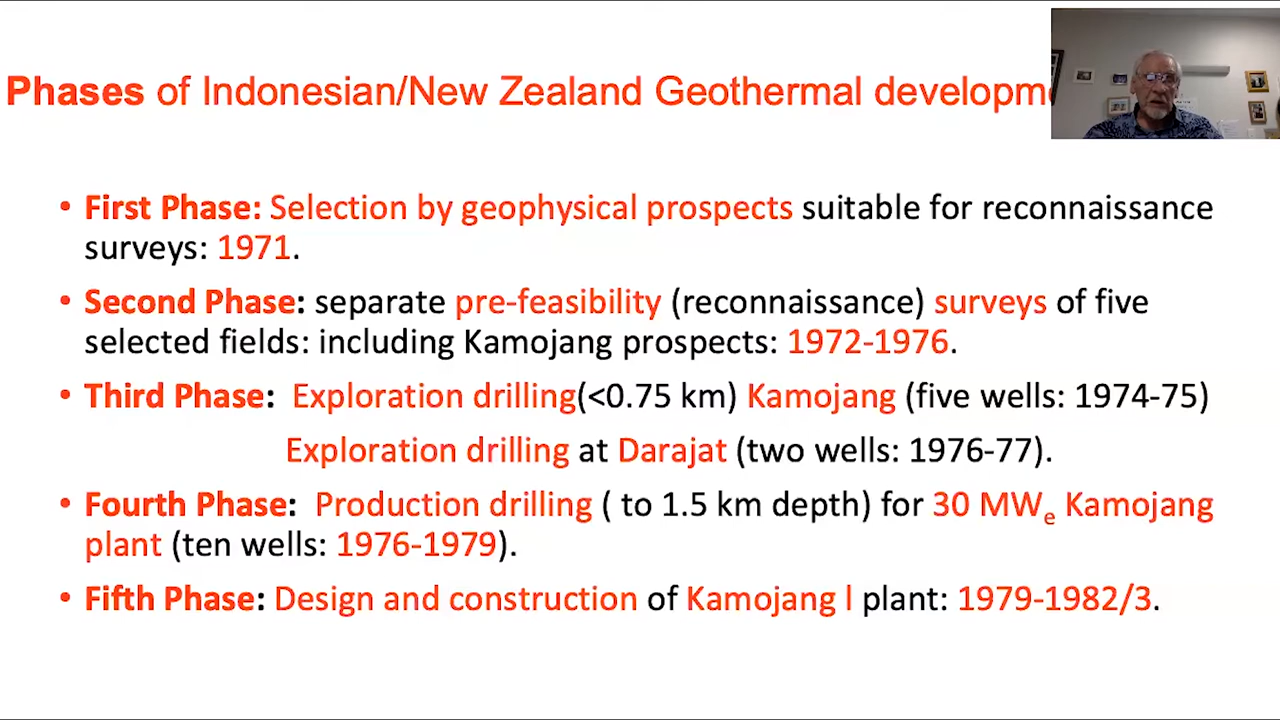 Phases of Indonesian/New Zealand Geothermal developm
• First Phase: Selection by geophysical prospects suitable for reconnaissance
surveys: 1971.
• Second Phase: separate pre-feasibility (reconnaissance) surveys of five
selected fields: including Kamojang prospects: 1972-1976.
• Third Phase: Exploration drilling(<0.75 km) Kamojang (five wells: 1974-75)
Exploration drilling at Darajat (two wells: 1976-77).
• Fourth Phase: Production drilling ( to 1.5 km depth) for 30 MWe Kamojang
plant (ten wells: 1976-1979).
• Fifth Phase: Design and construction of Kamojang l plant: 1979-1982/3.